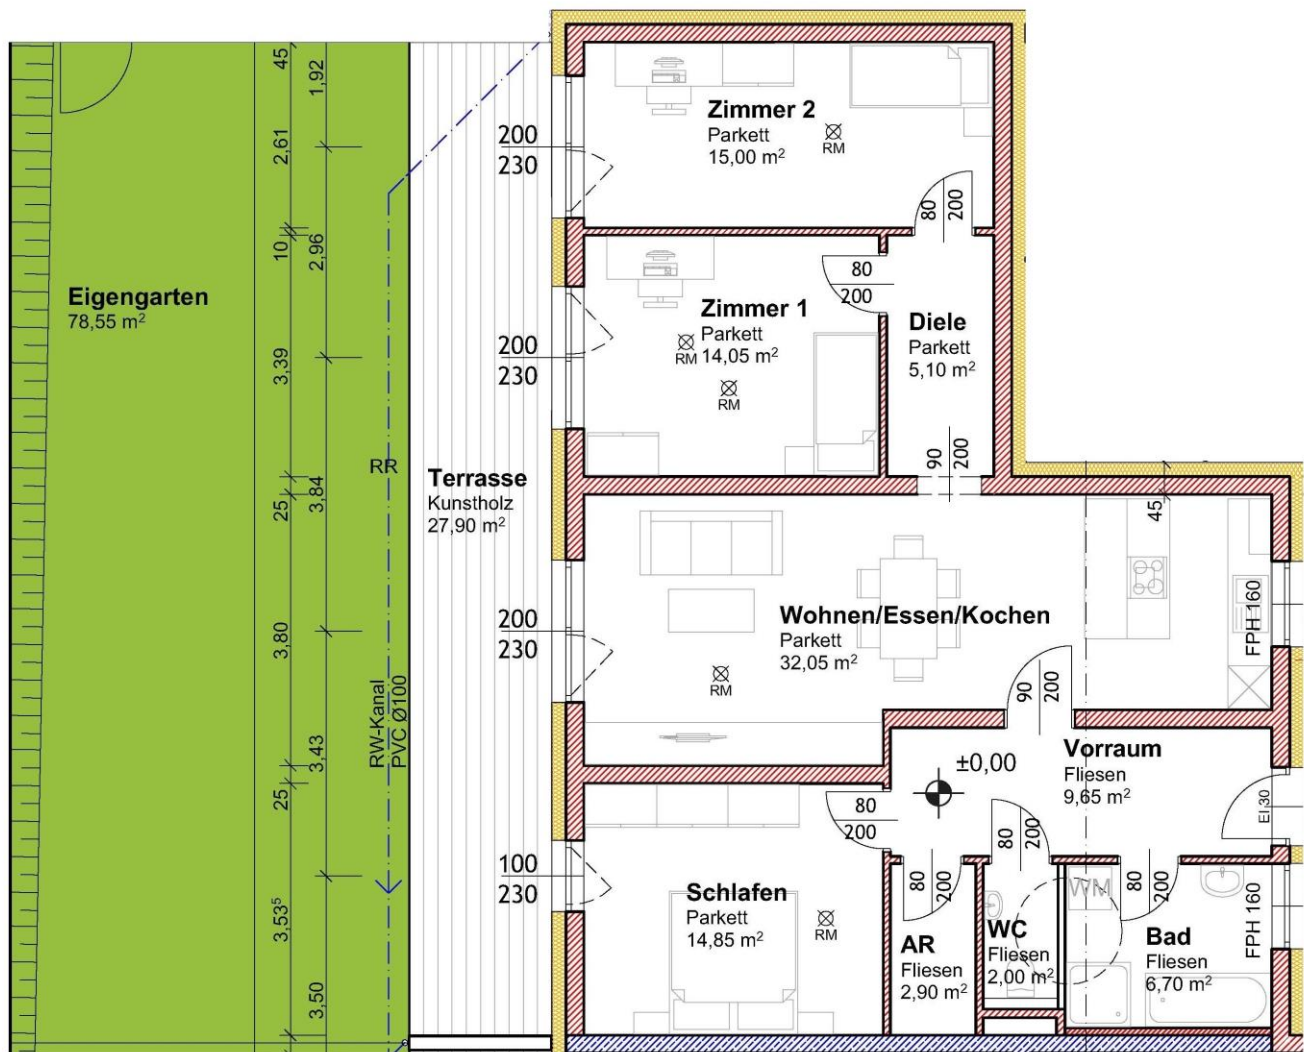 45
1,92
2,61
10
2,96
3,39
25
3,84
3,80
3,43
25
3,53⁵
3,50
Eigengarten
78,55 m²
RR
RW-Kanal
PVC Ø100
Terrasse
Kunstholz
27,90 m²
200
230
200
230
200
230
100
230
Zimmer 2
Parkett
15,00 m²
RM
80
200
Zimmer 1
Parkett
14,05 m²
RM
RM
80
200
Diele
Parkett
5,10 m²
90
200
45
Wohnen/Essen/Kochen
Parkett
32,05 m²
RM
FPH 160
90
200
±0,00
Vorraum
Fliesen
9,65 m²
EI 30
80
200
80
200
80
200
80
200
Schlafen
Parkett
14,85 m²
RM
AR
Fliesen
2,90 m²
WC
Fliesen
2,00 m²
WM
Bad
Fliesen
6,70 m²
FPH 160